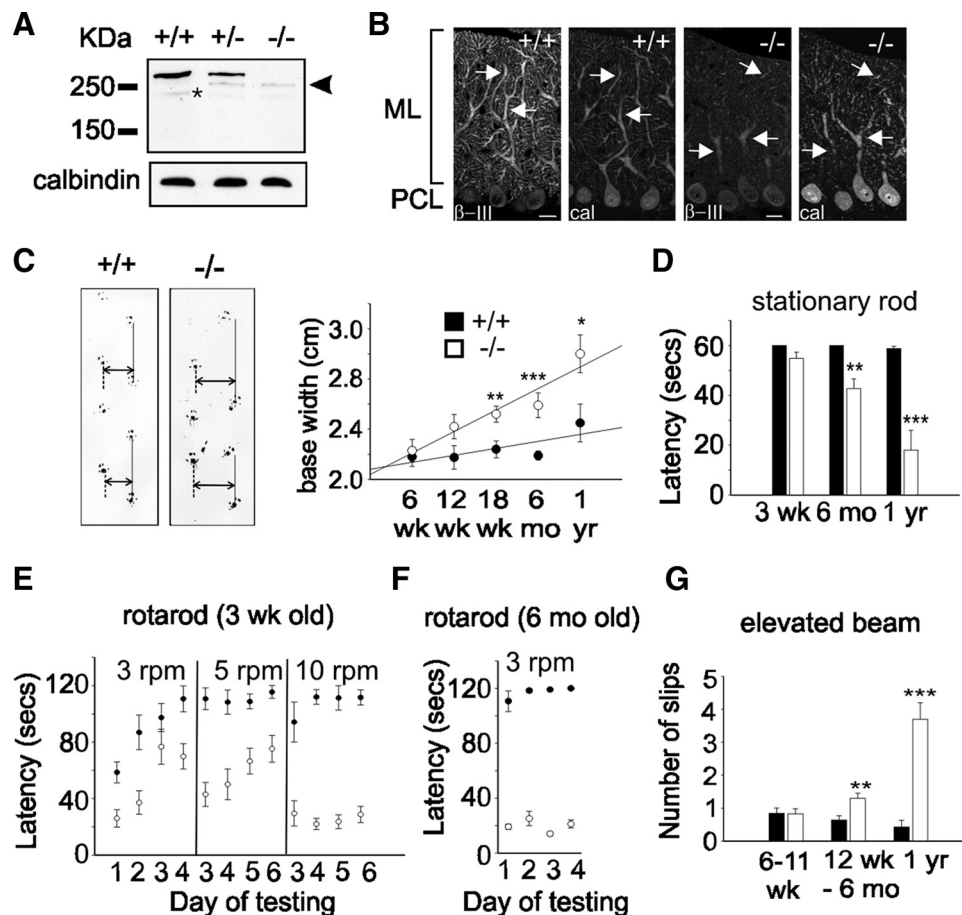 A
KDa +/+ +/- -/-
250
*
150
calbindin
B
ML
PCL
+/+ +/+ -/- -/-
β-III cal β-III cal
C
+/+ -/-
base width (cm)
3.0
2.8
2.4
2.0
+/+
-/-
** *** *
6 12 18 6 1
wk wk wk mo yr
D
stationary rod
Latency (secs)
60
40
20
0
**
***
3 wk 6 mo 1 yr
E
rotarod (3 wk old)
3 rpm 5 rpm 10 rpm
Latency (secs)
120
80
40
0
1 2 3 4 3 4 5 6 3 4 5 6
Day of testing
F
rotarod (6 mo old)
3 rpm
Latency (secs)
120
80
40
0
1 2 3 4
Day of testing
G
elevated beam
Number of slips
5
4
3
2
1
0
**
***
6-11 12 wk 1 yr
wk - 6 mo